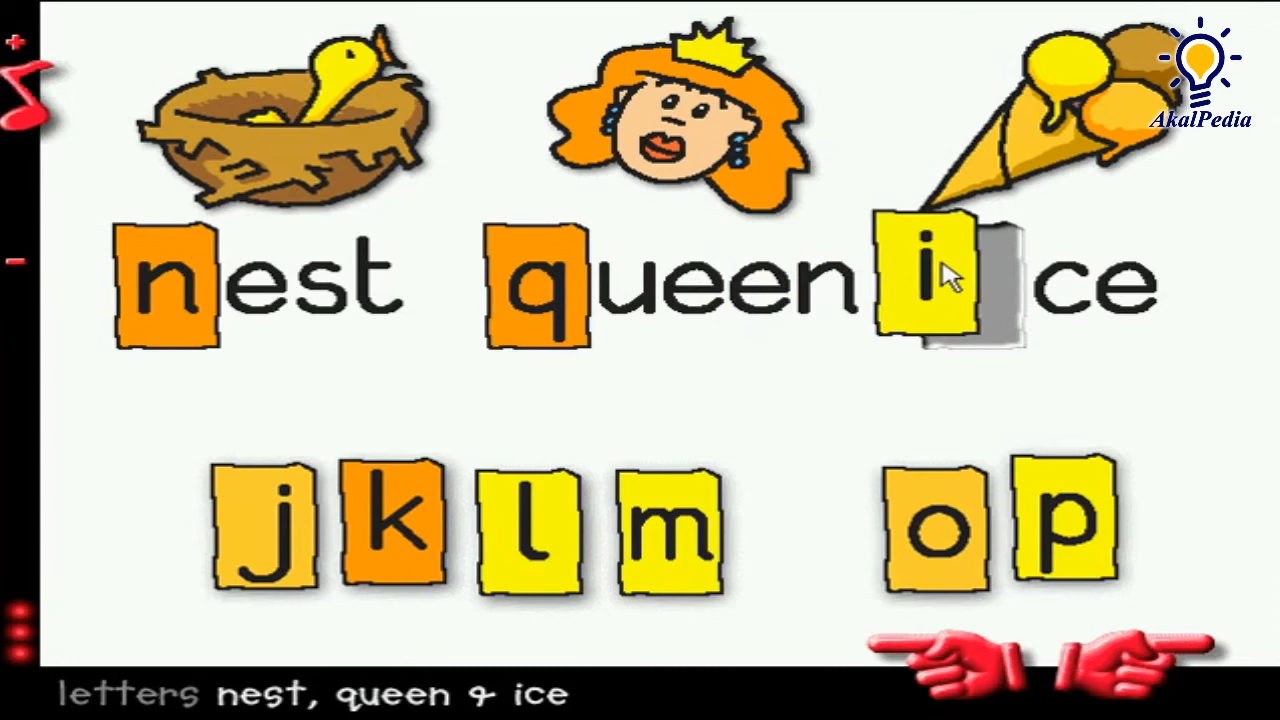 AkalPedia
nest queen ice
j k l m o p
letters nest, queen & ice